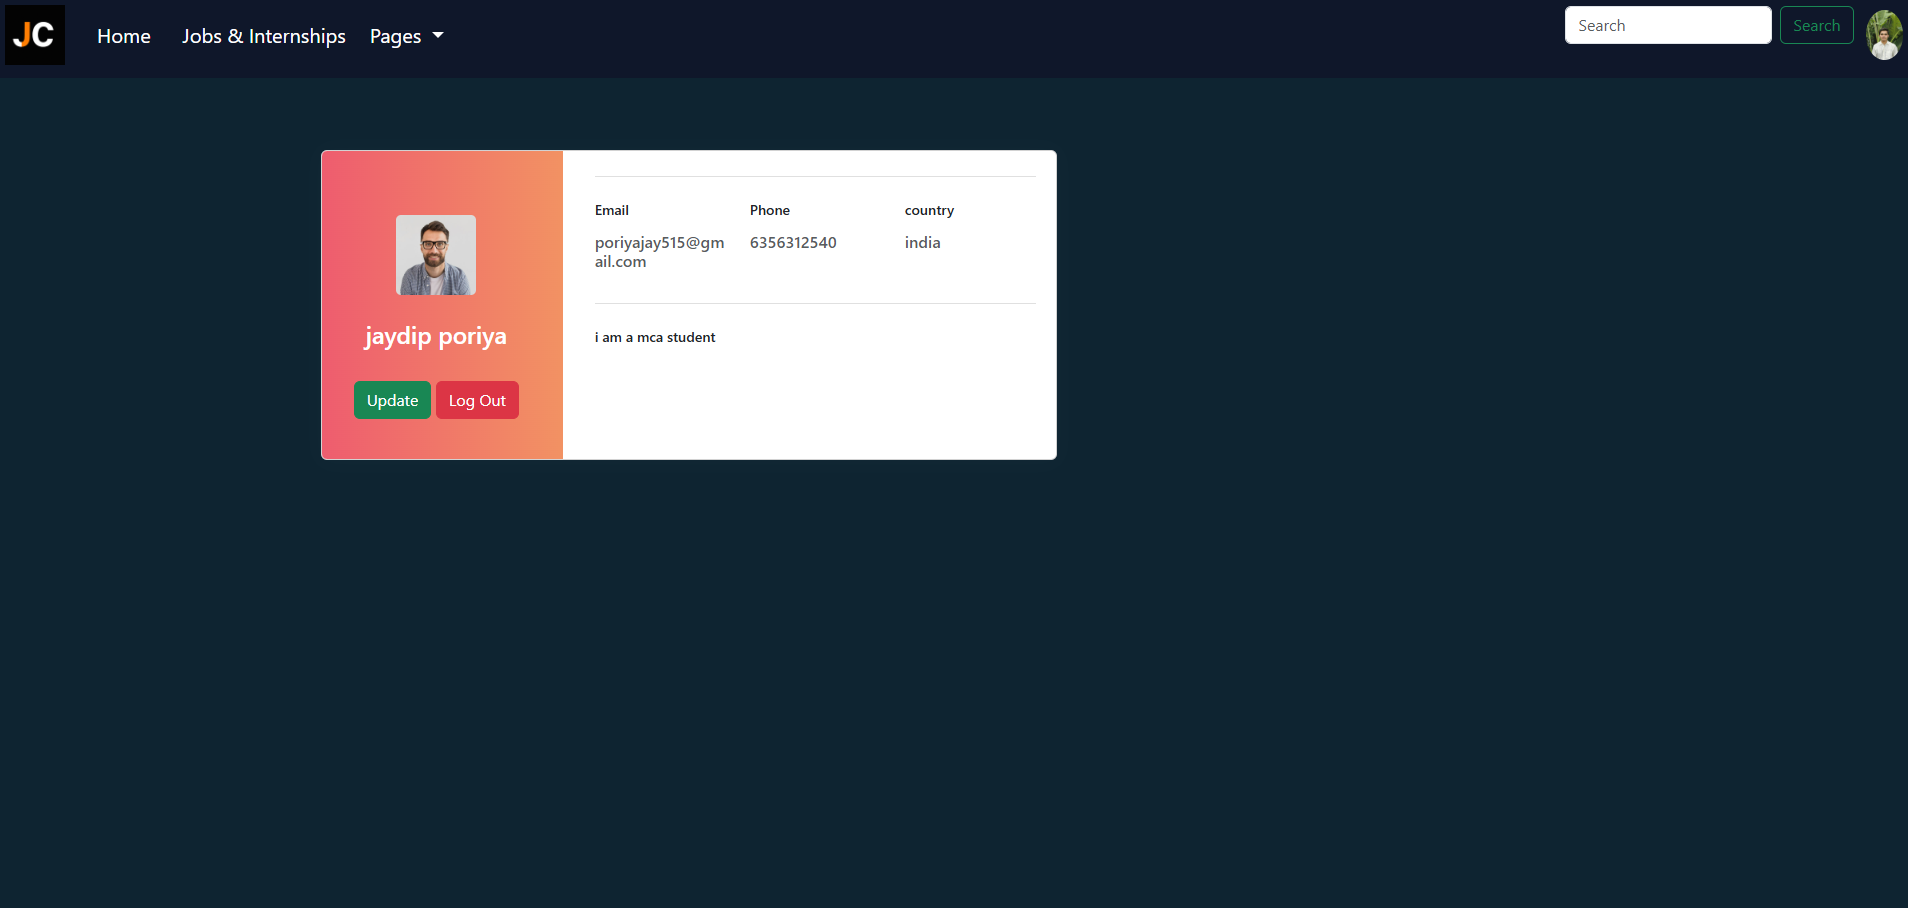 JC
Home
Jobs & Internships
Pages
Search
Search
jaydip poriya
Update
Log Out
Email
poriyajay515@gm
ail.com
Phone
6356312540
country
india
i am a mca student